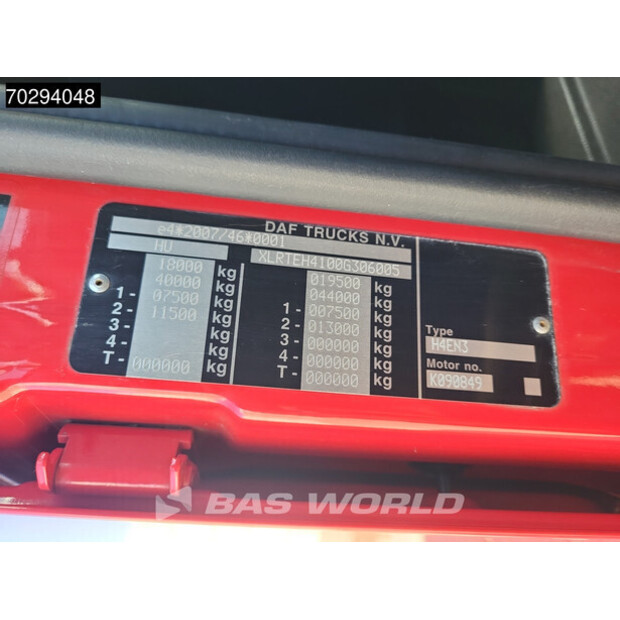 70294048
DAF TRUCKS N.V.
e4*2007/46*0001
HU XLRTEH4100G306005
18000 kg 019500 kg
40000 kg 044000 kg
1- 07500 kg 1- 007500 kg
2- 11500 kg 2- 013000 kg
3- kg 3- 000000 kg
4- kg 4- 000000 kg
T- 000000 kg T- 000000 kg
Type
H4EN3
Motor no.
K090849
BAS WORLD